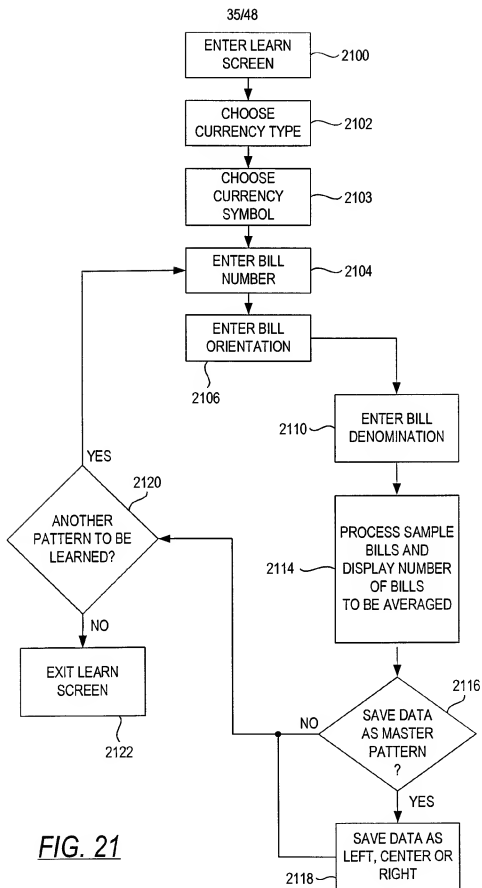 35/48
ENTER LEARN
SCREEN
2100
CHOOSE
CURRENCY TYPE
2102
CHOOSE
CURRENCY
SYMBOL
2103
ENTER BILL
NUMBER
2104
ENTER BILL
ORIENTATION
2106
ENTER BILL
DENOMINATION
2110
PROCESS SAMPLE
BILLS AND
DISPLAY NUMBER
OF BILLS
TO BE AVERAGED
2114
SAVE DATA
AS MASTER
PATTERN
?
2116
NO
YES
SAVE DATA AS
LEFT, CENTER OR
RIGHT
2118
ANOTHER
PATTERN TO BE
LEARNED?
2120
YES
NO
EXIT LEARN
SCREEN
2122
FIG. 21